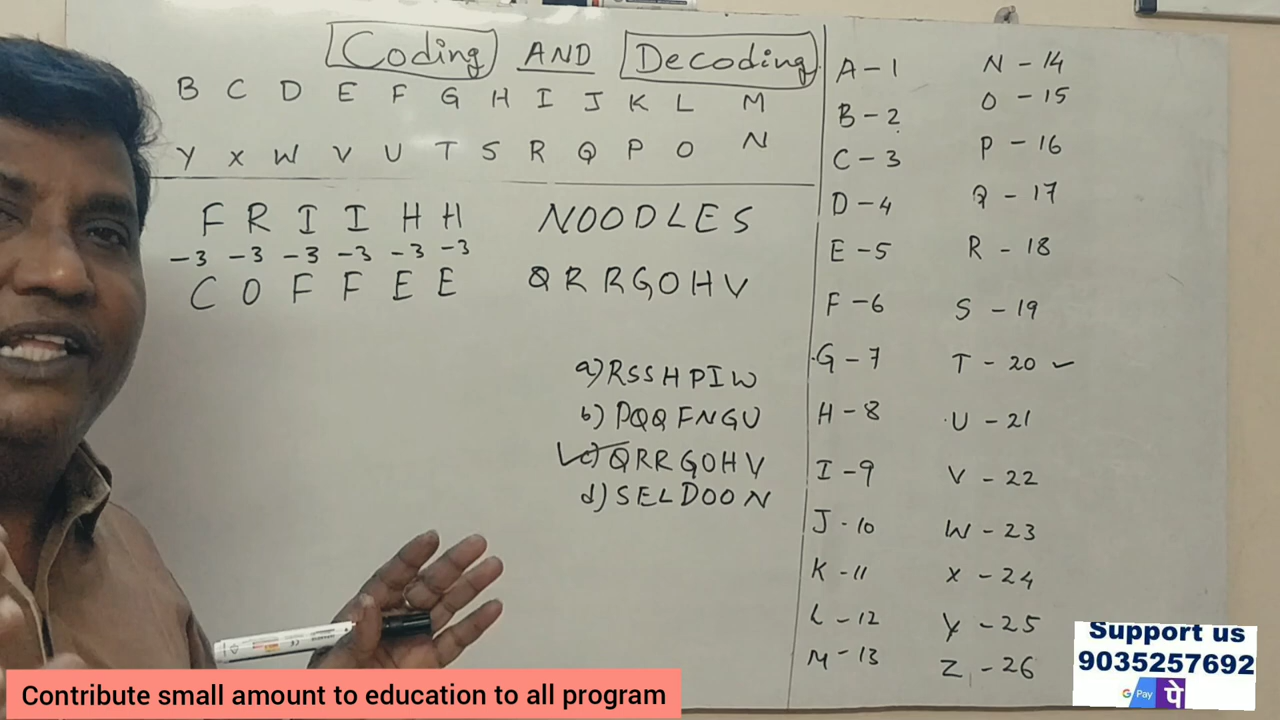 Coding AND Decoding
B C D E F G H I J K L M
Y X W V U T S R Q P O N
F R I I H H
-3 -3 -3 -3 -3 -3
C O F F E E
NOODLES
QRRGOHV
a) RSSHPIW
b) PQQFNGU
c) QRRGOHV
d) SELDOON
A - 1
B - 2
C - 3
D - 4
E - 5
F - 6
G - 7
H - 8
I - 9
J - 10
K - 11
L - 12
M - 13
N - 14
O - 15
P - 16
Q - 17
R - 18
S - 19
T - 20 ✓
U - 21
V - 22
W - 23
X - 24
Y - 25
Z - 26
Support us
9035257692
G Pay पे
Contribute small amount to education to all program